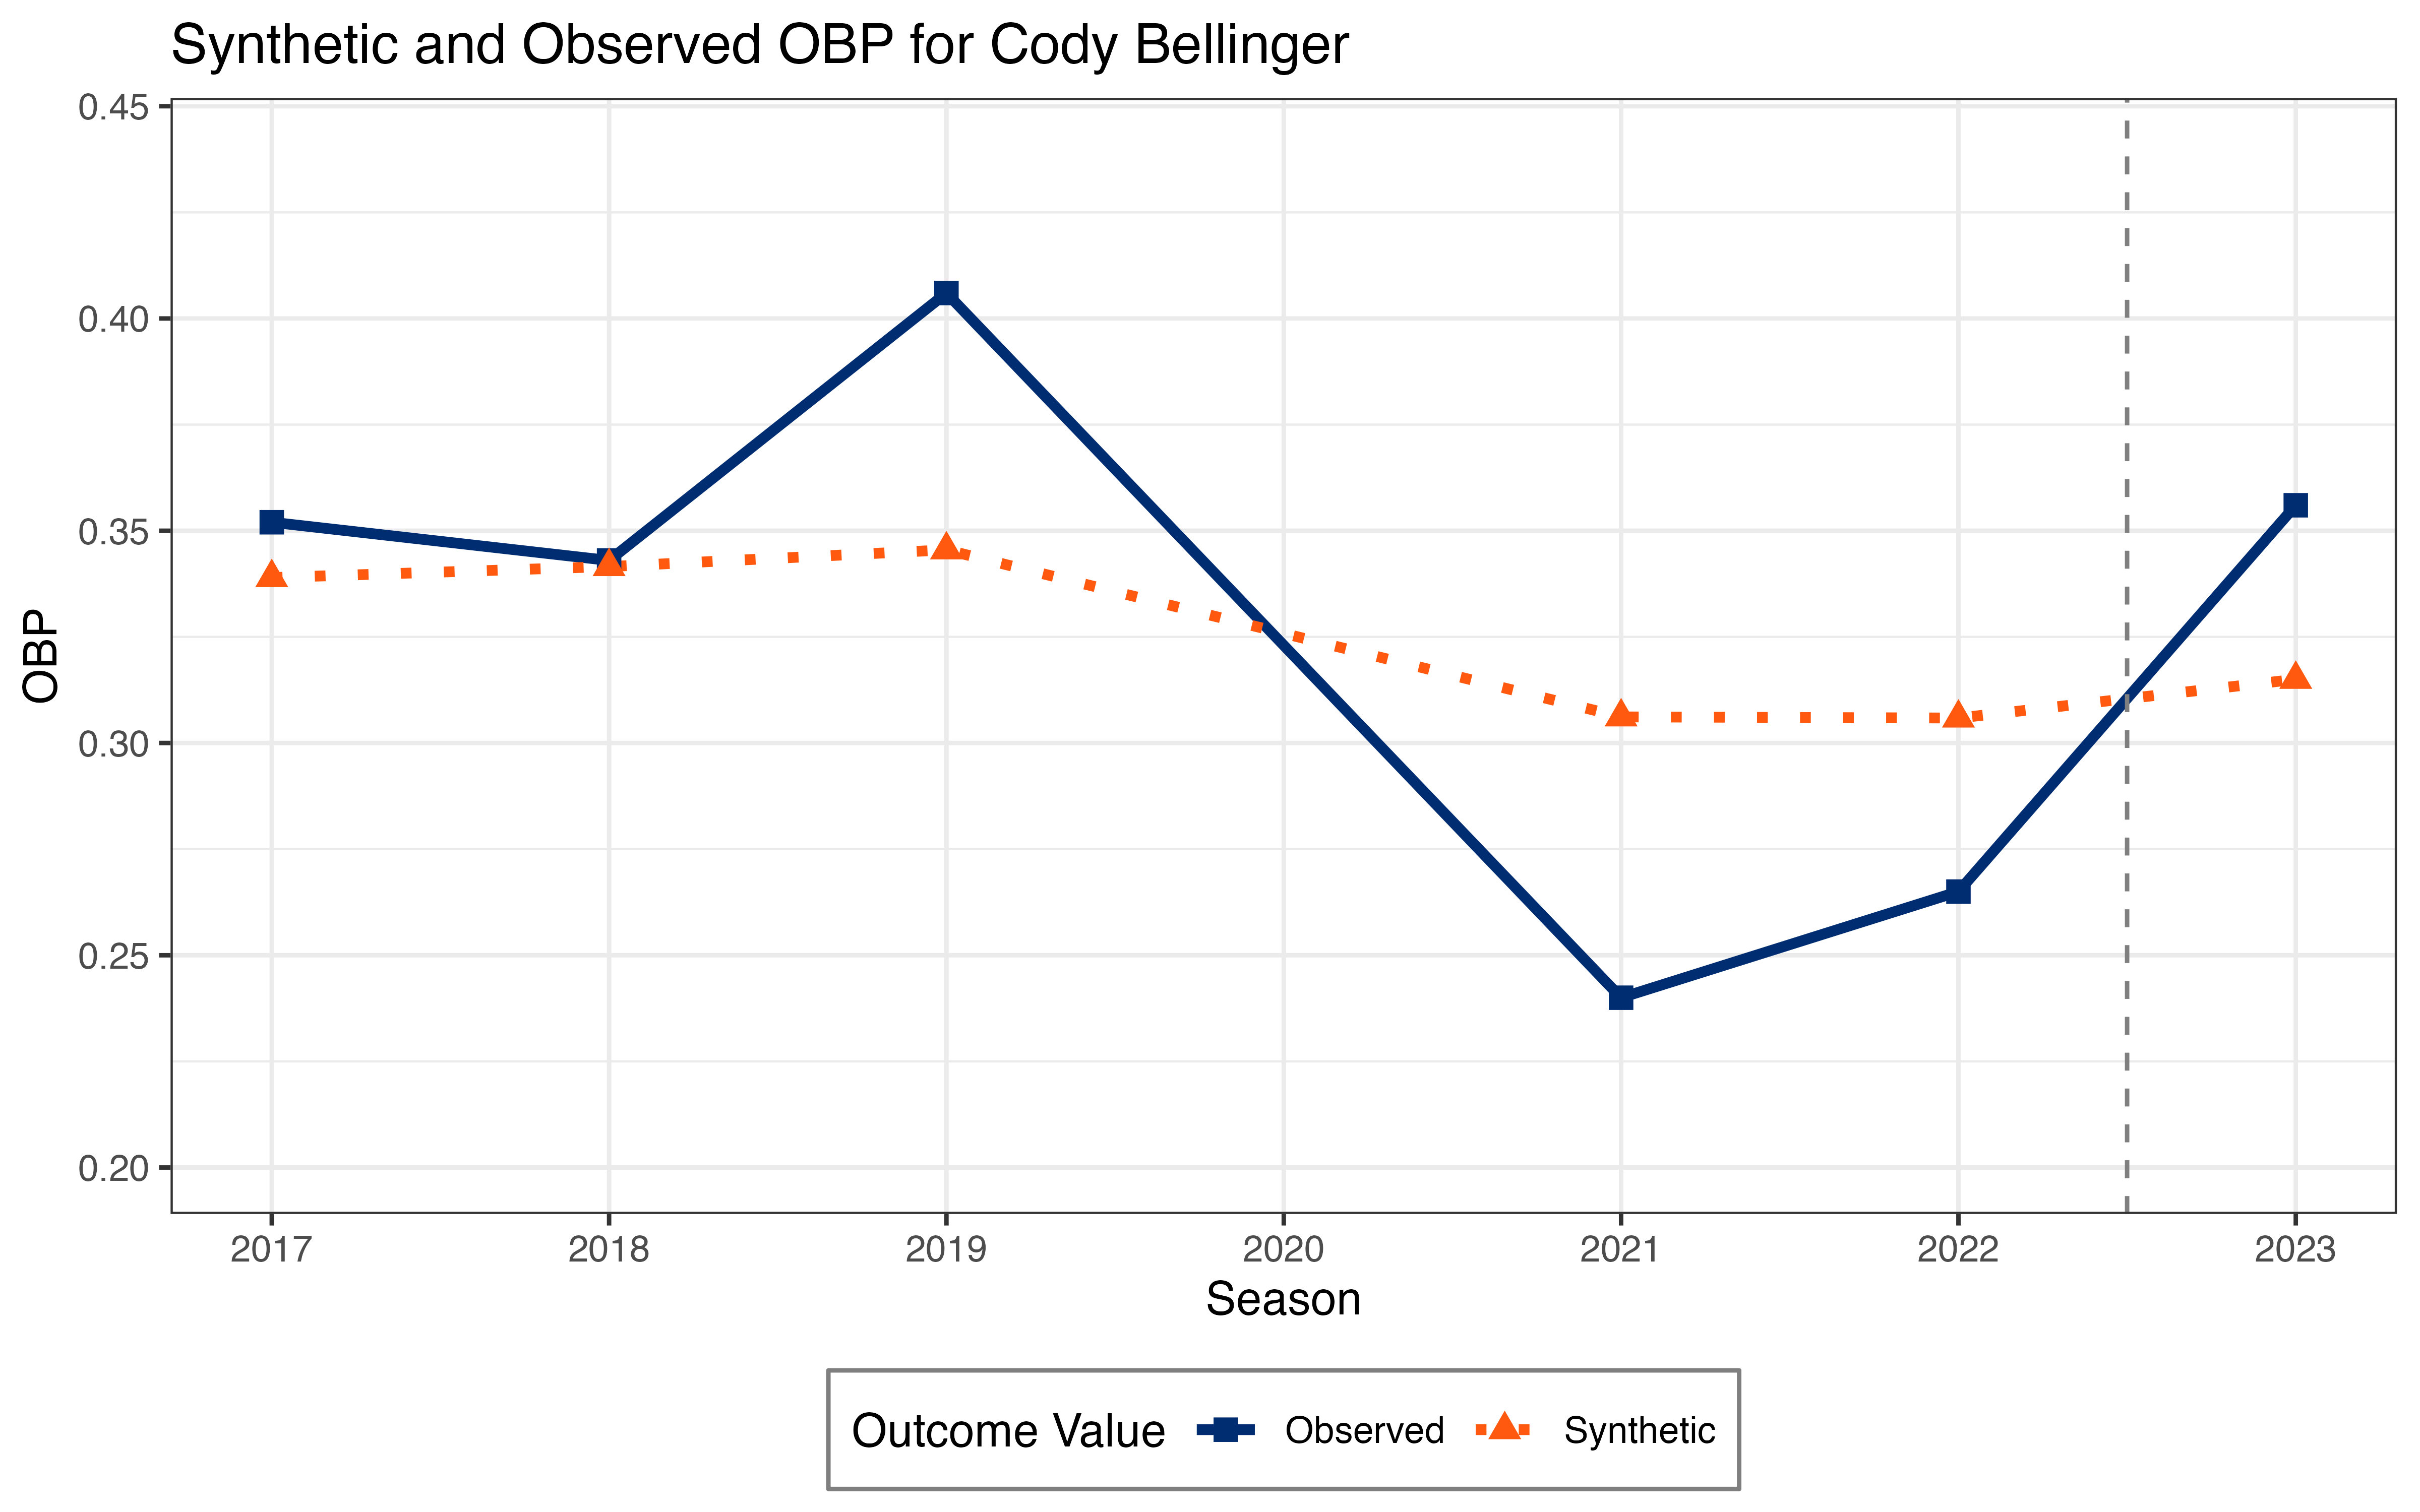 Synthetic and Observed OBP for Cody Bellinger
0.45
0.40
0.35
0.30
0.25
0.20
OBP
2017 2018 2019 2020 2021 2022 2023
Season
Outcome Value Observed Synthetic